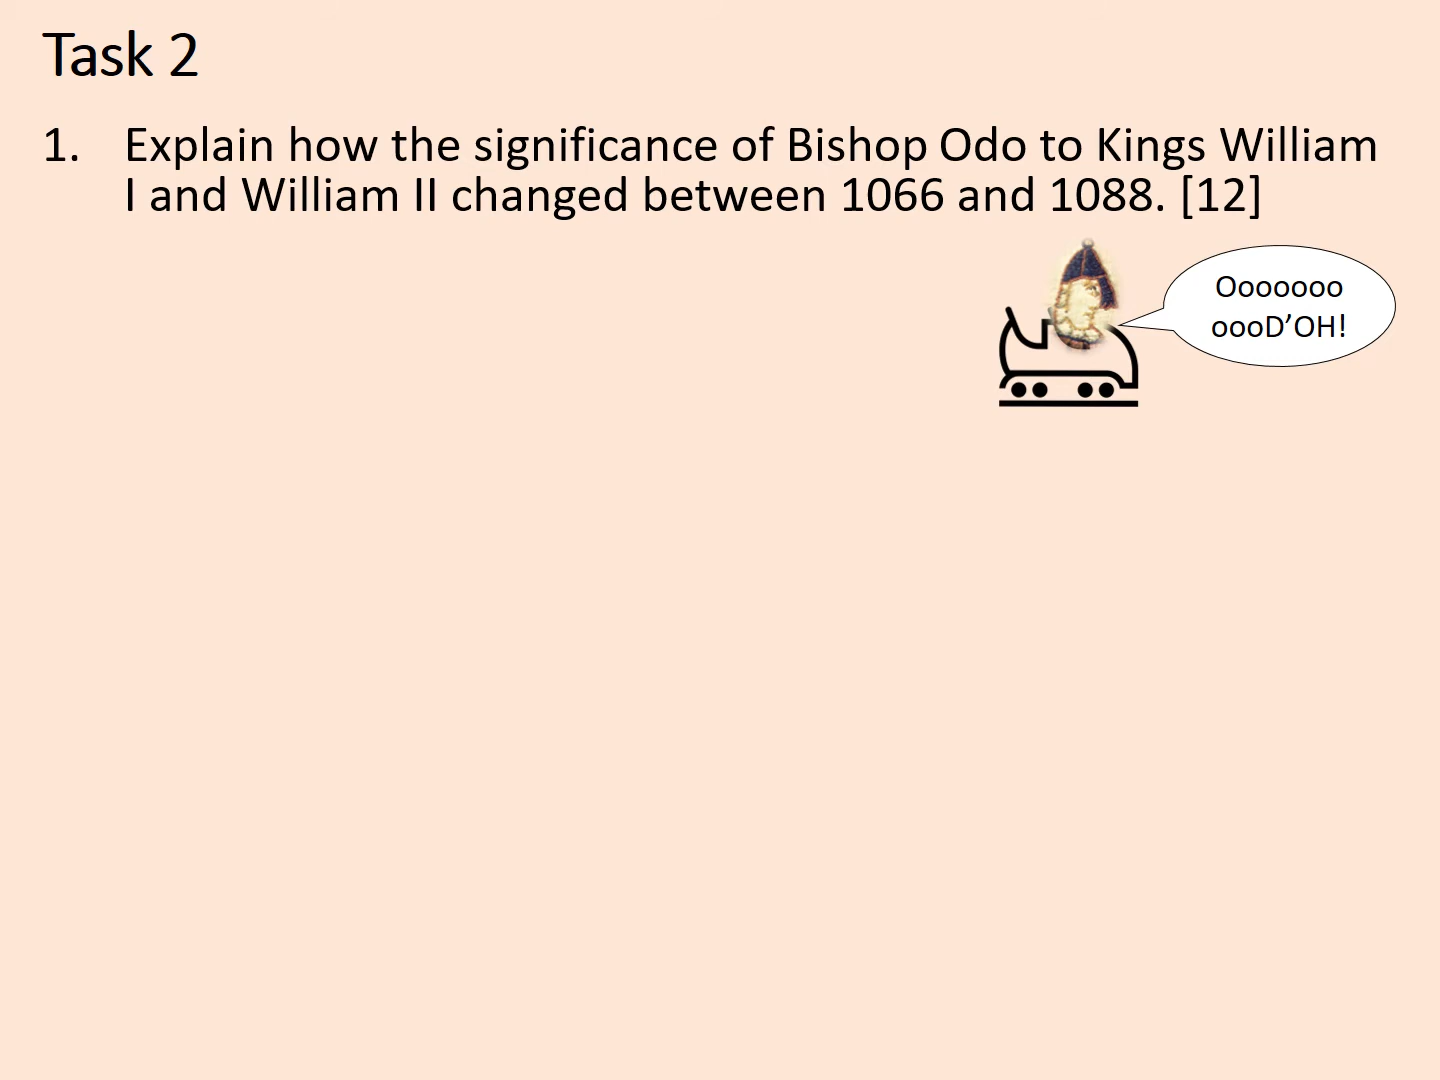 Task 2
1. Explain how the significance of Bishop Odo to Kings William
I and William II changed between 1066 and 1088. [12]
Ooooooo
oooD’OH!